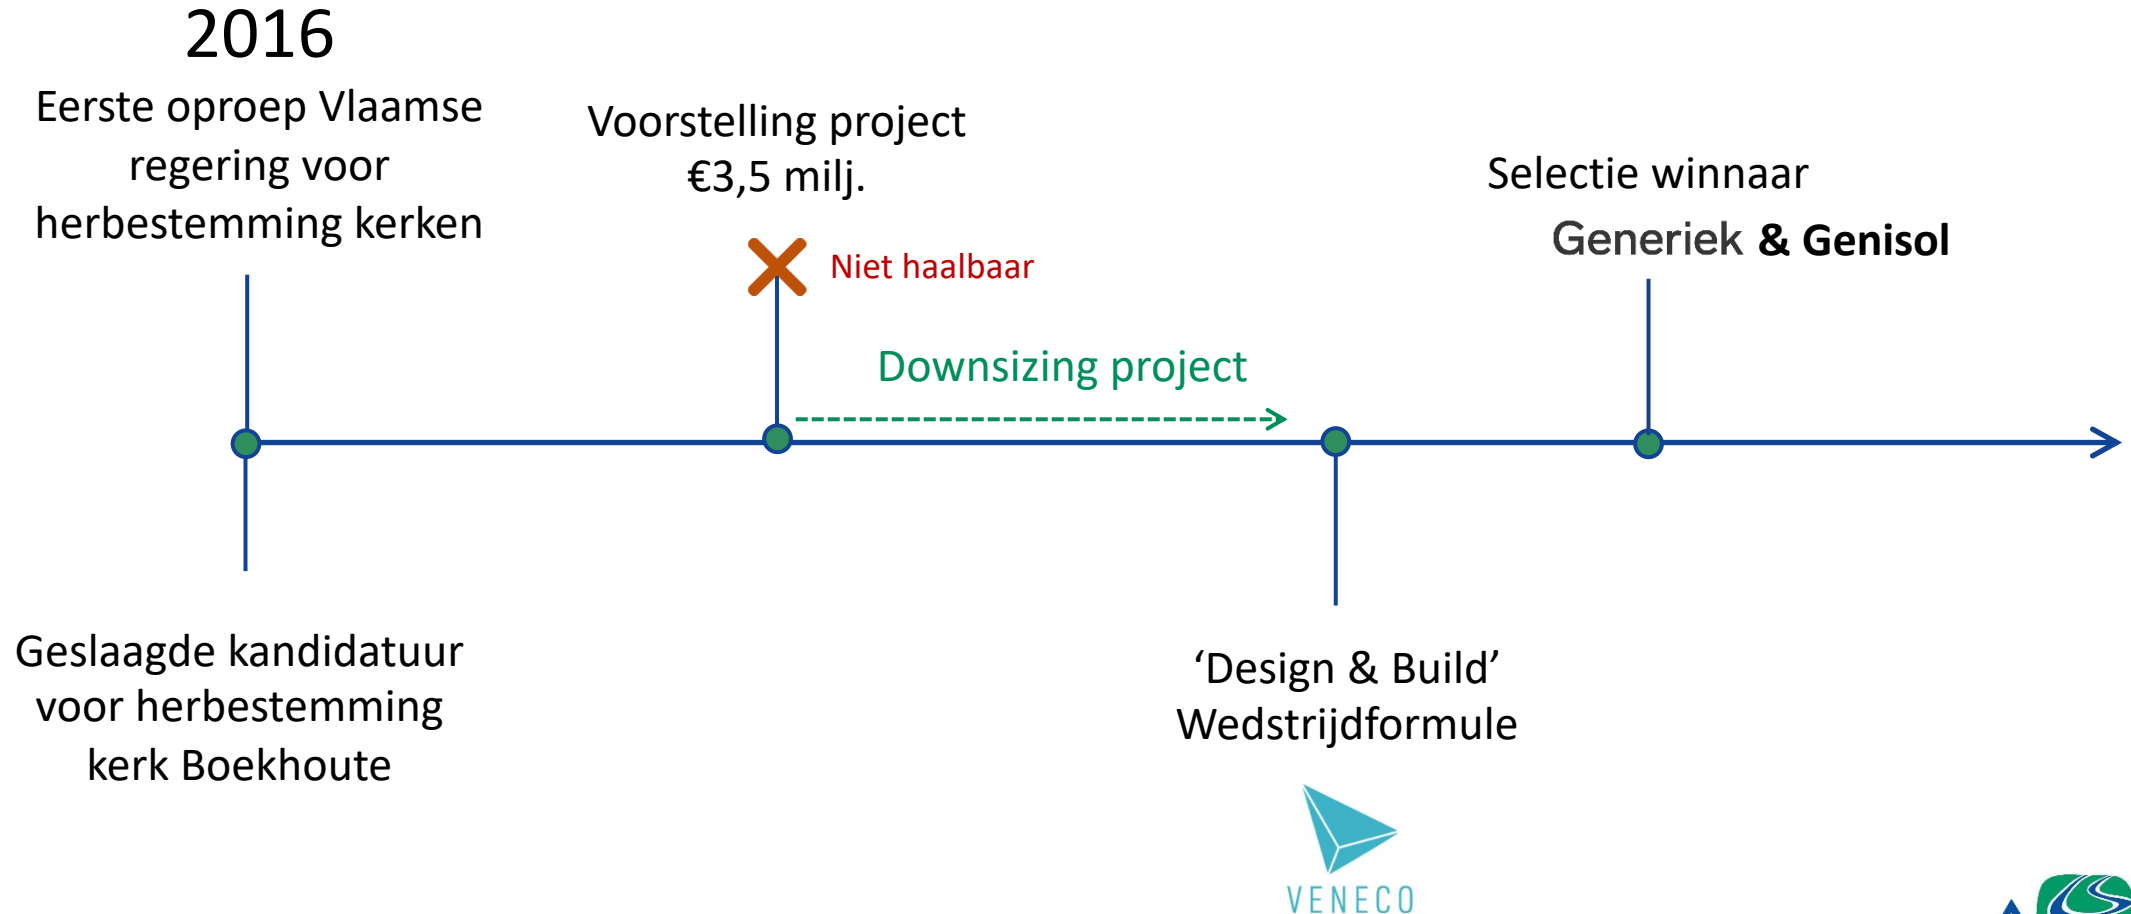 2016
Eerste oproep Vlaamse
regering voor
herbestemming kerken
Voorstelling project
€3,5 milj.
Niet haalbaar
Downsizing project
Selectie winnaar
Generiek & Genisol
Geslaagde kandidatuur
voor herbestemming
kerk Boekhoute
‘Design & Build’
Wedstrijdformule
VENECO